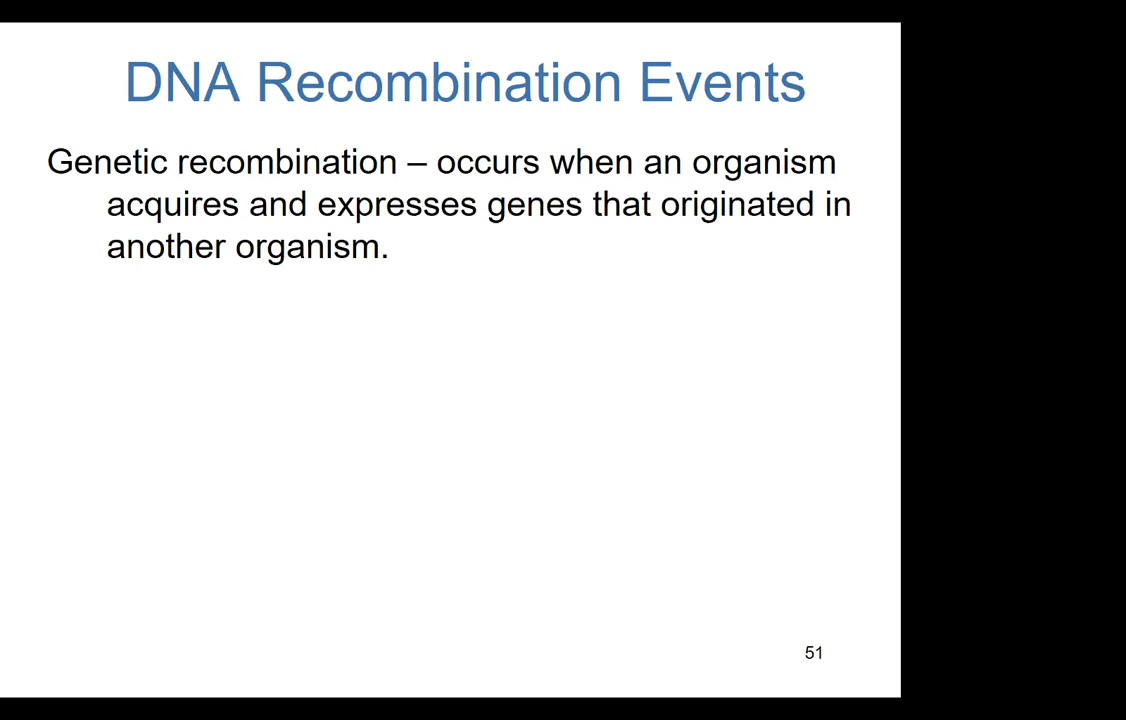 DNA Recombination Events
Genetic recombination – occurs when an organism
acquires and expresses genes that originated in
another organism.
51